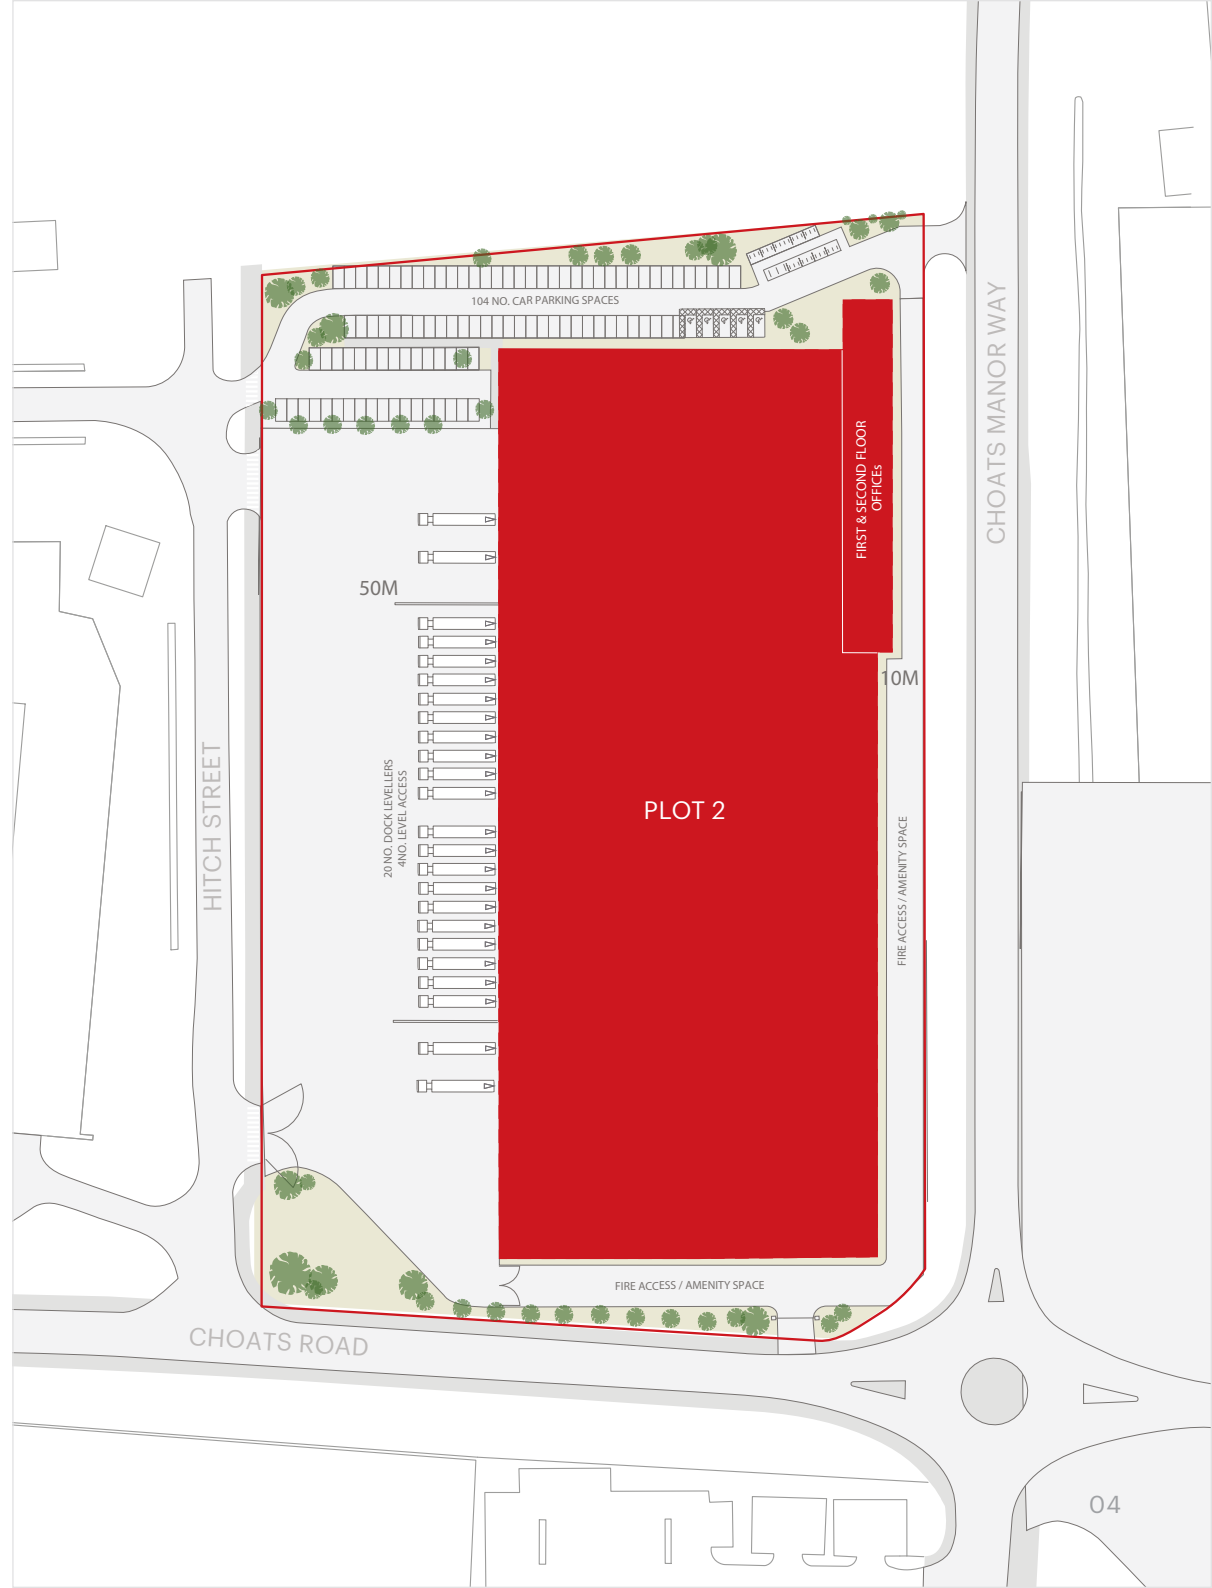 104 NO. CAR PARKING SPACES
CHOATS MANOR WAY
FIRST & SECOND FLOOR
OFFICEs
50M
10M
HITCH STREET
20 NO. DOCK LEVELLERS
4NO. LEVEL ACCESS
PLOT 2
FIRE ACCESS / AMENITY SPACE
FIRE ACCESS / AMENITY SPACE
CHOATS ROAD
04